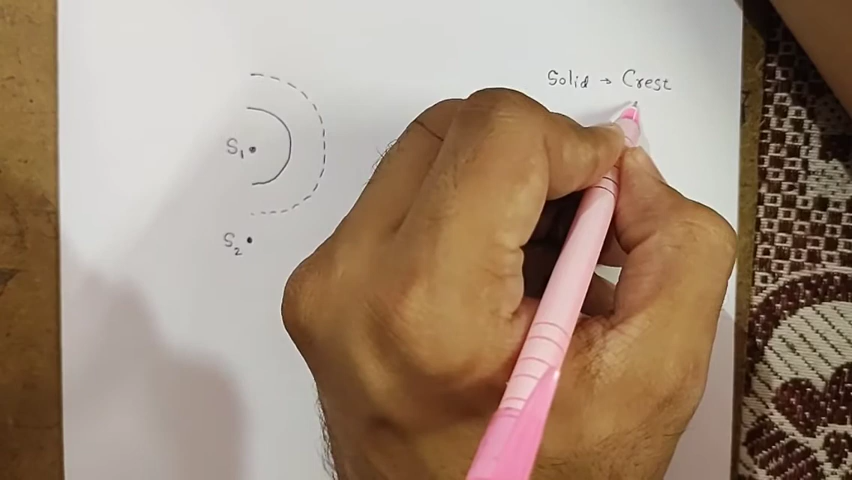 Solid → Crest
S₁
S₂